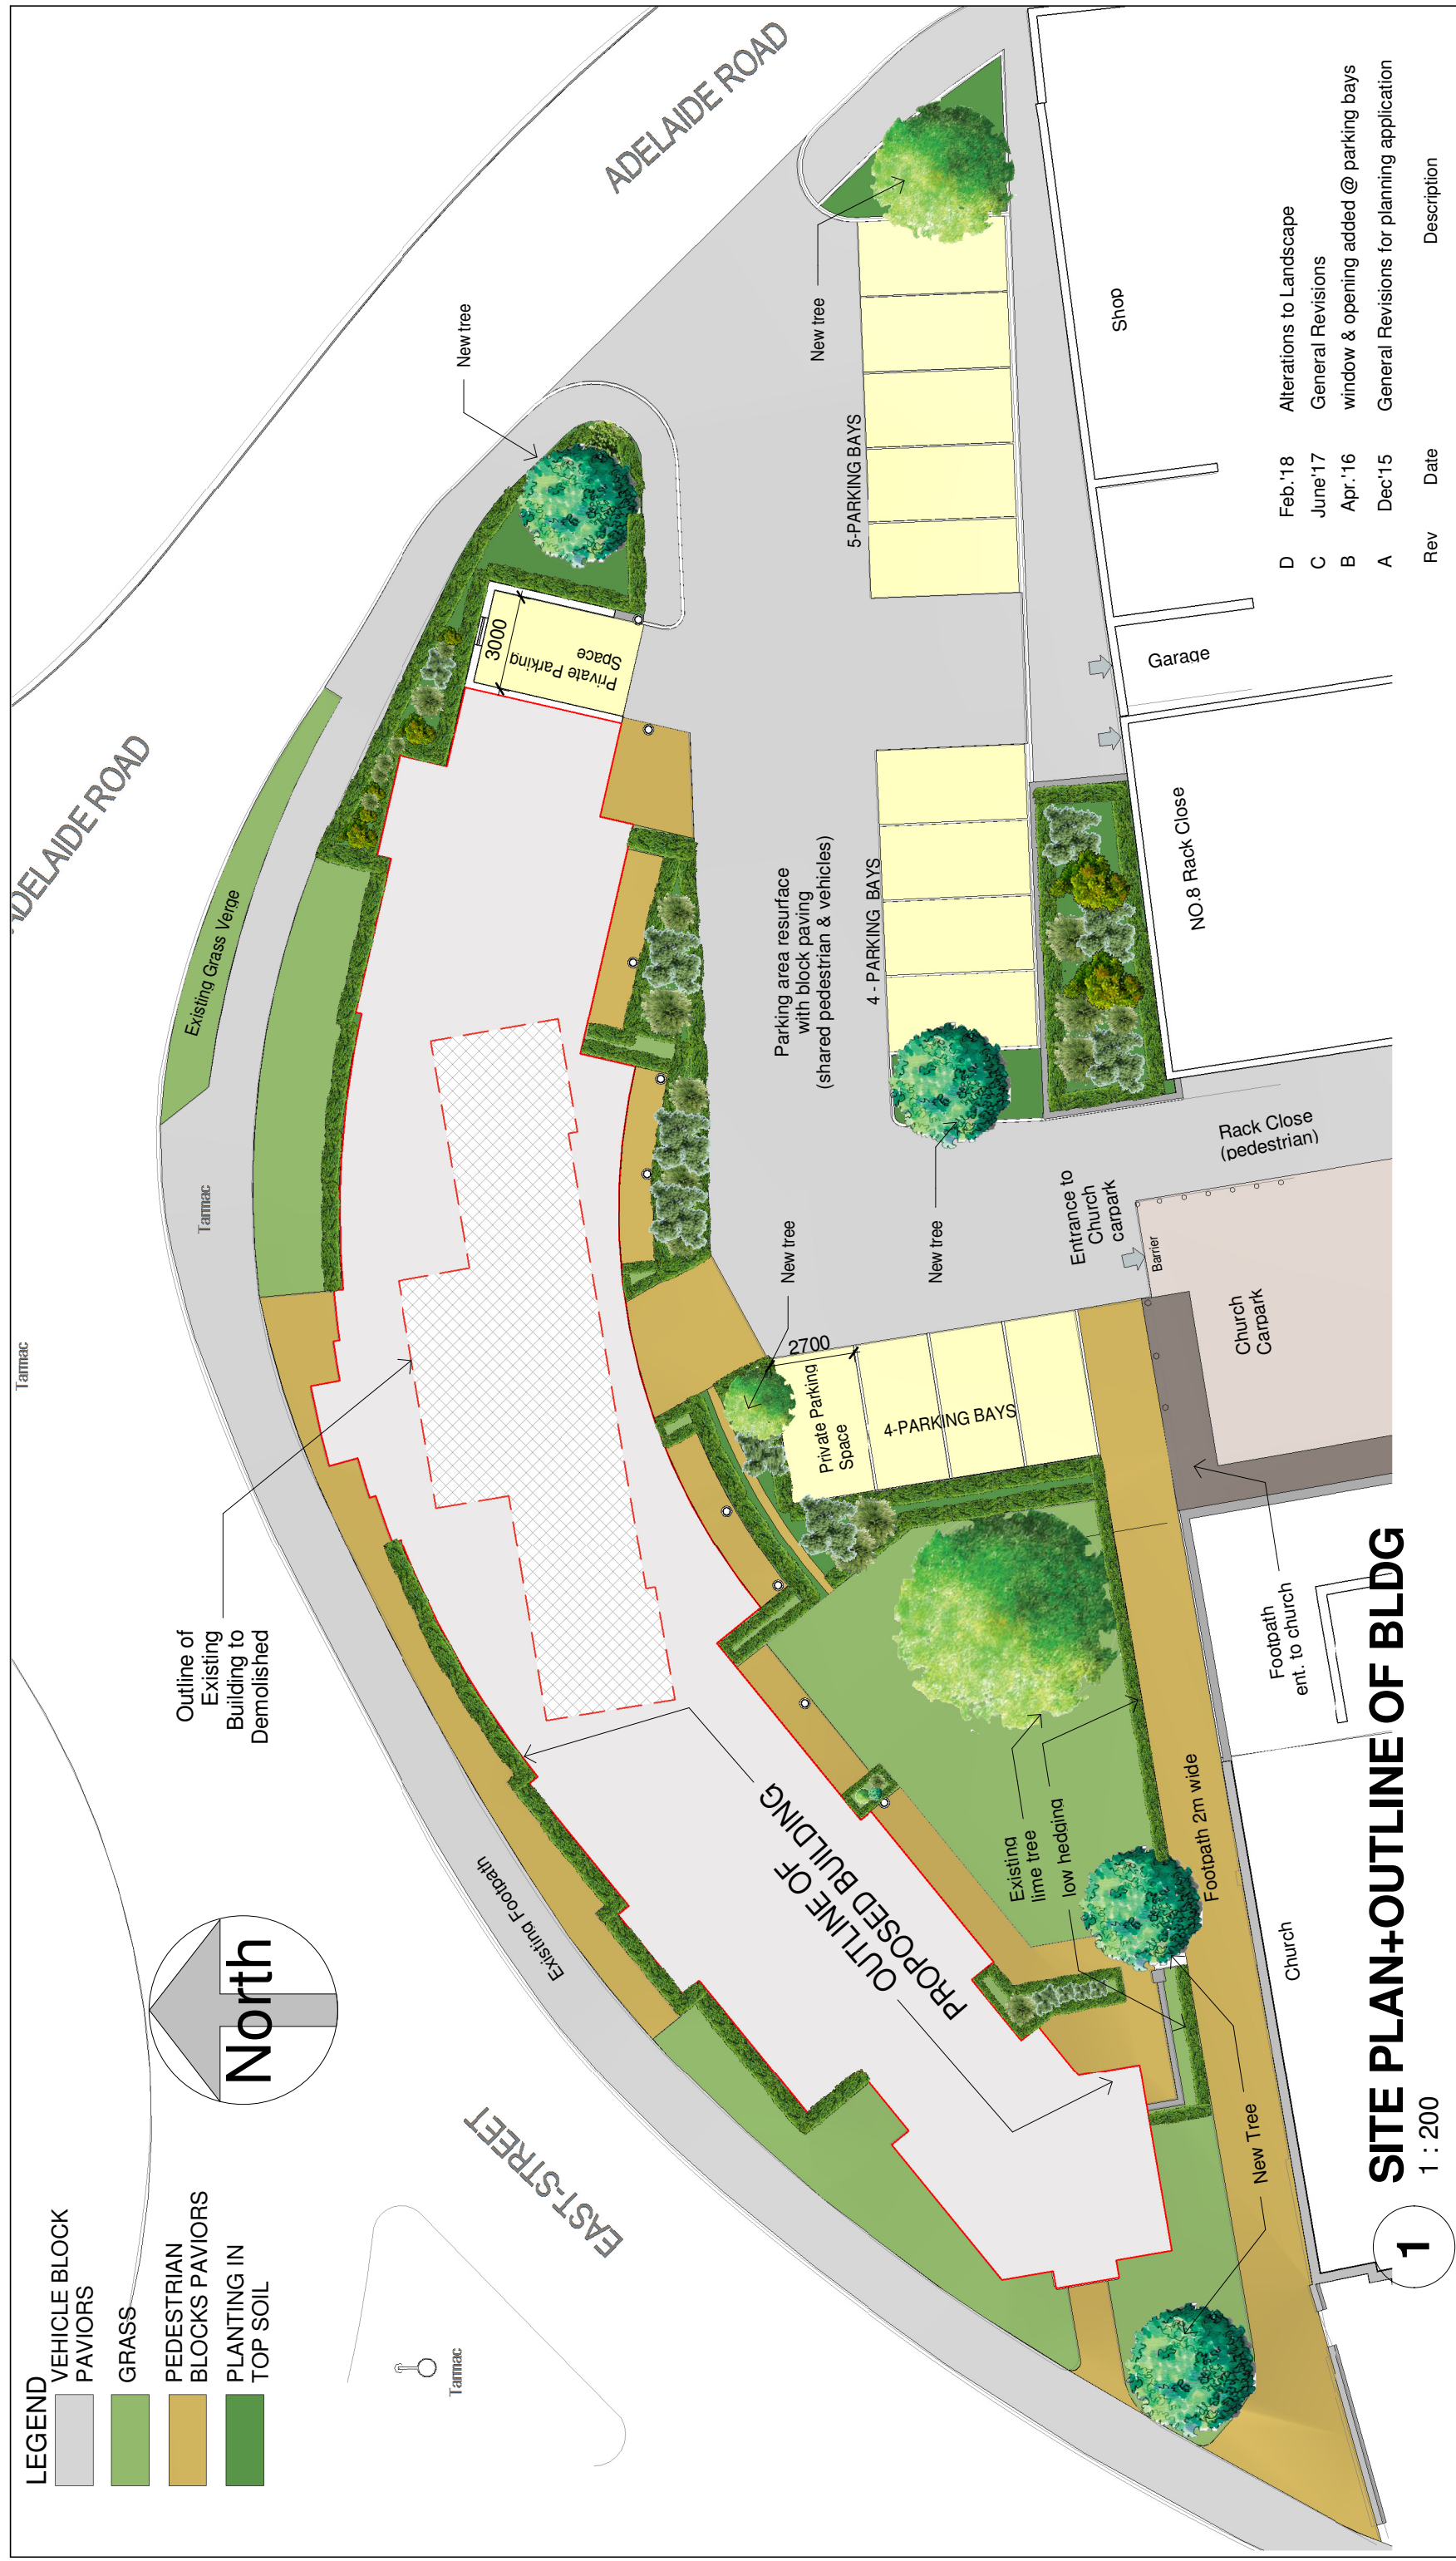 LEGEND
VEHICLE BLOCK
PAVIORS
GRASS
PEDESTRIAN
BLOCKS PAVIORS
PLANTING IN
TOP SOIL
North
Tarmac
Tarmac
Tarmac
EAST-STREET
ADELAIDE ROAD
ADELAIDE ROAD
Existing Grass Verge
Existing Footpath
Outline of
Existing
Building to
Demolished
OUTLINE OF
PROPOSED BUILDING
New tree
3000
Private Parking
Space
New tree
5-PARKING BAYS
Parking area resurface
with block paving
(shared pedestrian & vehicles)
4 - PARKING BAYS
New tree
New tree
2700
Private Parking
Space
4-PARKING BAYS
Existing
lime tree
low hedging
Footpath 2m wide
New Tree
Church
Footpath
ent. to church
Church
Carpark
Barrier
Entrance to
Church
carpark
Rack Close
(pedestrian)
NO.8 Rack Close
Garage
Shop
D Feb.'18 Alterations to Landscape
C June'17 General Revisions
B Apr.'16 window & opening added @ parking bays
A Dec'15 General Revisions for planning application
Rev Date Description
1
SITE PLAN+OUTLINE OF BLDG
1 : 200